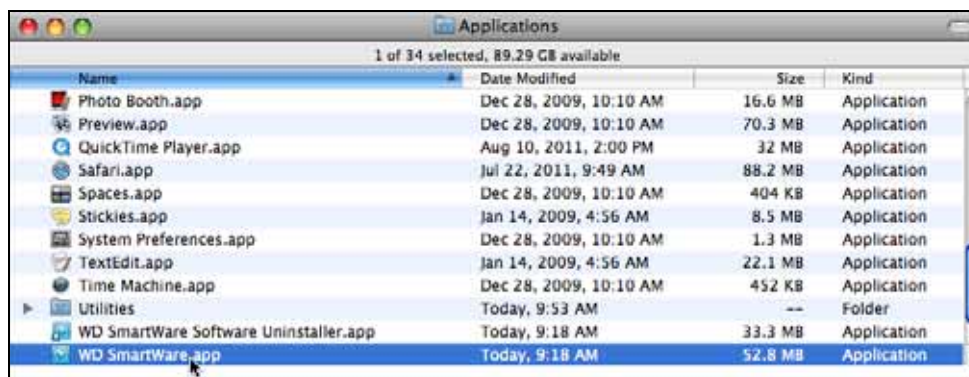 Applications
1 of 34 selected, 89.29 GB available
Name Date Modified Size Kind
Photo Booth.app Dec 28, 2009, 10:10 AM 16.6 MB Application
Preview.app Dec 28, 2009, 10:10 AM 70.3 MB Application
QuickTime Player.app Aug 10, 2011, 2:00 PM 32 MB Application
Safari.app Jul 22, 2011, 9:49 AM 88.2 MB Application
Spaces.app Dec 28, 2009, 10:10 AM 404 KB Application
Stickies.app Jan 14, 2009, 4:56 AM 8.5 MB Application
System Preferences.app Dec 28, 2009, 10:10 AM 1.3 MB Application
TextEdit.app Jan 14, 2009, 4:56 AM 22.1 MB Application
Time Machine.app Dec 28, 2009, 10:10 AM 452 KB Application
Utilities Today, 9:53 AM -- Folder
WD SmartWare Software Uninstaller.app Today, 9:18 AM 33.3 MB Application
WD SmartWare.app Today, 9:18 AM 52.8 MB Application